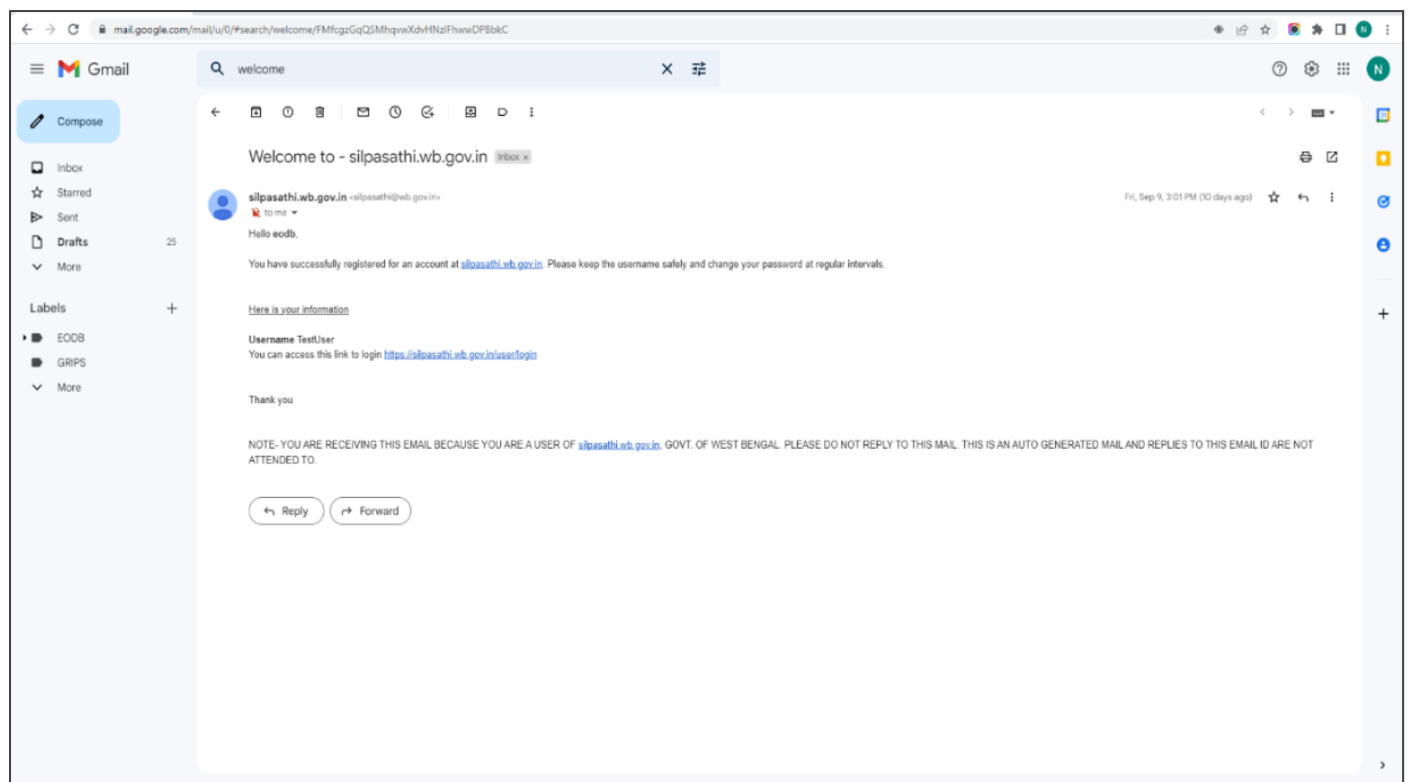 mail.google.com/mail/u/0/#search/welcome/FMfcgzGqQSMhqvwXdvHNzlFhwwDPBbkC
N
Gmail
welcome
N
Compose
Welcome to - silpasathi.wb.gov.in Inbox x
Inbox
Starred
silpasathi.wb.gov.in <silpasathi@wb.gov.in>
Fri, Sep 9, 3:01 PM (10 days ago)
to me
Sent
Hello eodb,
Drafts 25
More
You have successfully registered for an account at silpasathi.wb.gov.in. Please keep the username safely and change your password at regular intervals.
Labels
Here is your information
EODB
Username TestUser
You can access this link to login https://silpasathi.wb.gov.in/user/login
GRIPS
More
Thank you
NOTE- YOU ARE RECEIVING THIS EMAIL BECAUSE YOU ARE A USER OF silpasathi.wb.gov.in, GOVT. OF WEST BENGAL. PLEASE DO NOT REPLY TO THIS MAIL. THIS IS AN AUTO GENERATED MAIL AND REPLIES TO THIS EMAIL ID ARE NOT
ATTENDED TO.
Reply Forward